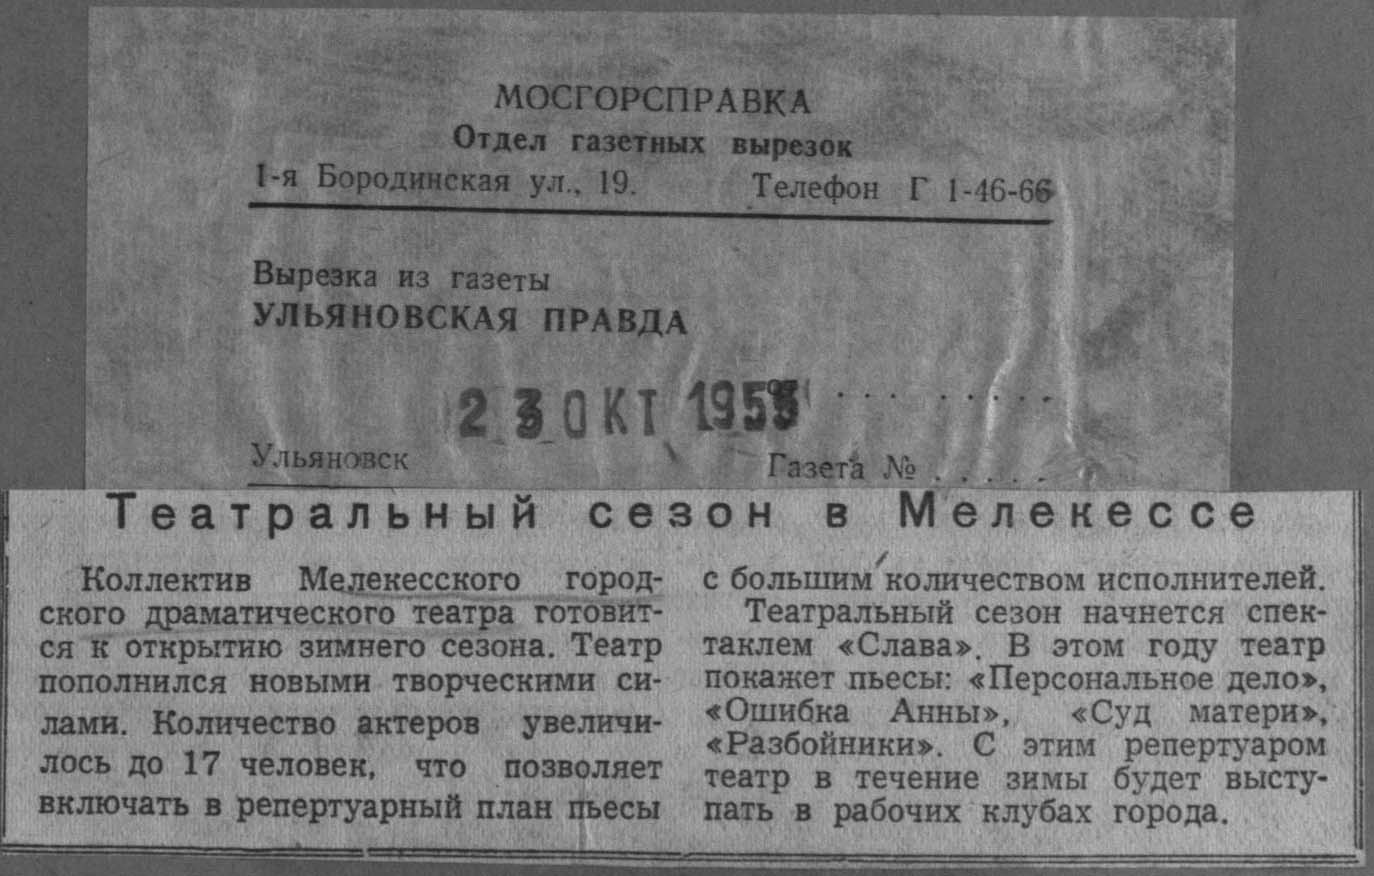 МОСГОРСПРАВКА
Отдел газетных вырезок
1-я Бородинская ул., 19. Телефон Г 1-46-66
Вырезка из газеты
УЛЬЯНОВСКАЯ ПРАВДА
от . . . . . . . .
23 ОКТ 1955
Ульяновск Газета № . . . . .
Театральный сезон в Мелекессе
Коллектив Мелекесского город-
ского драматического театра готовит-
ся к открытию зимнего сезона. Театр
пополнился новыми творческими си-
лами. Количество актеров увеличи-
лось до 17 человек, что позволяет
включать в репертуарный план пьесы
с большим количеством исполнителей.
Театральный сезон начнется спек-
таклем «Слава». В этом году театр
покажет пьесы: «Персональное дело»,
«Ошибка Анны», «Суд матери»,
«Разбойники». С этим репертуаром
театр в течение зимы будет высту-
пать в рабочих клубах города.